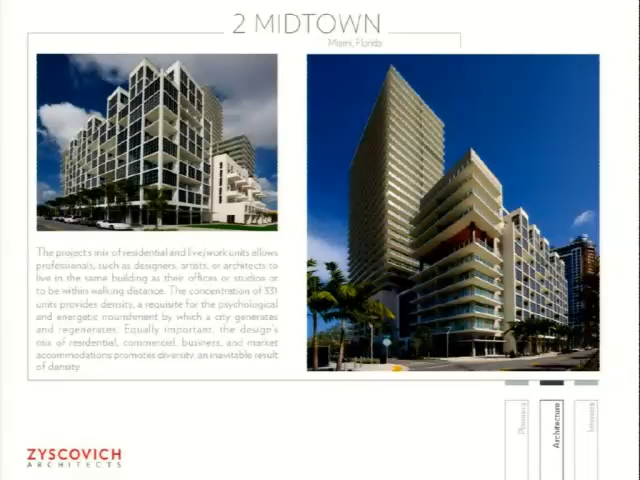 2 MIDTOWN
Miami, Florida
The project's mix of residential and live/work units allows
professionals, such as designers, artists, or architects to
live in the same building as their offices or studios or
to be within walking distance. The concentration of 331
units provides density, a requisite for the psychological
and energetic nourishment by which a city generates
and regenerates. Equally important, the design's
mix of residential, commercial, business, and market
accommodations promotes diversity, an inevitable result
of density.
Planning
Architecture
Interiors
ZYSCOVICH
ARCHITECTS